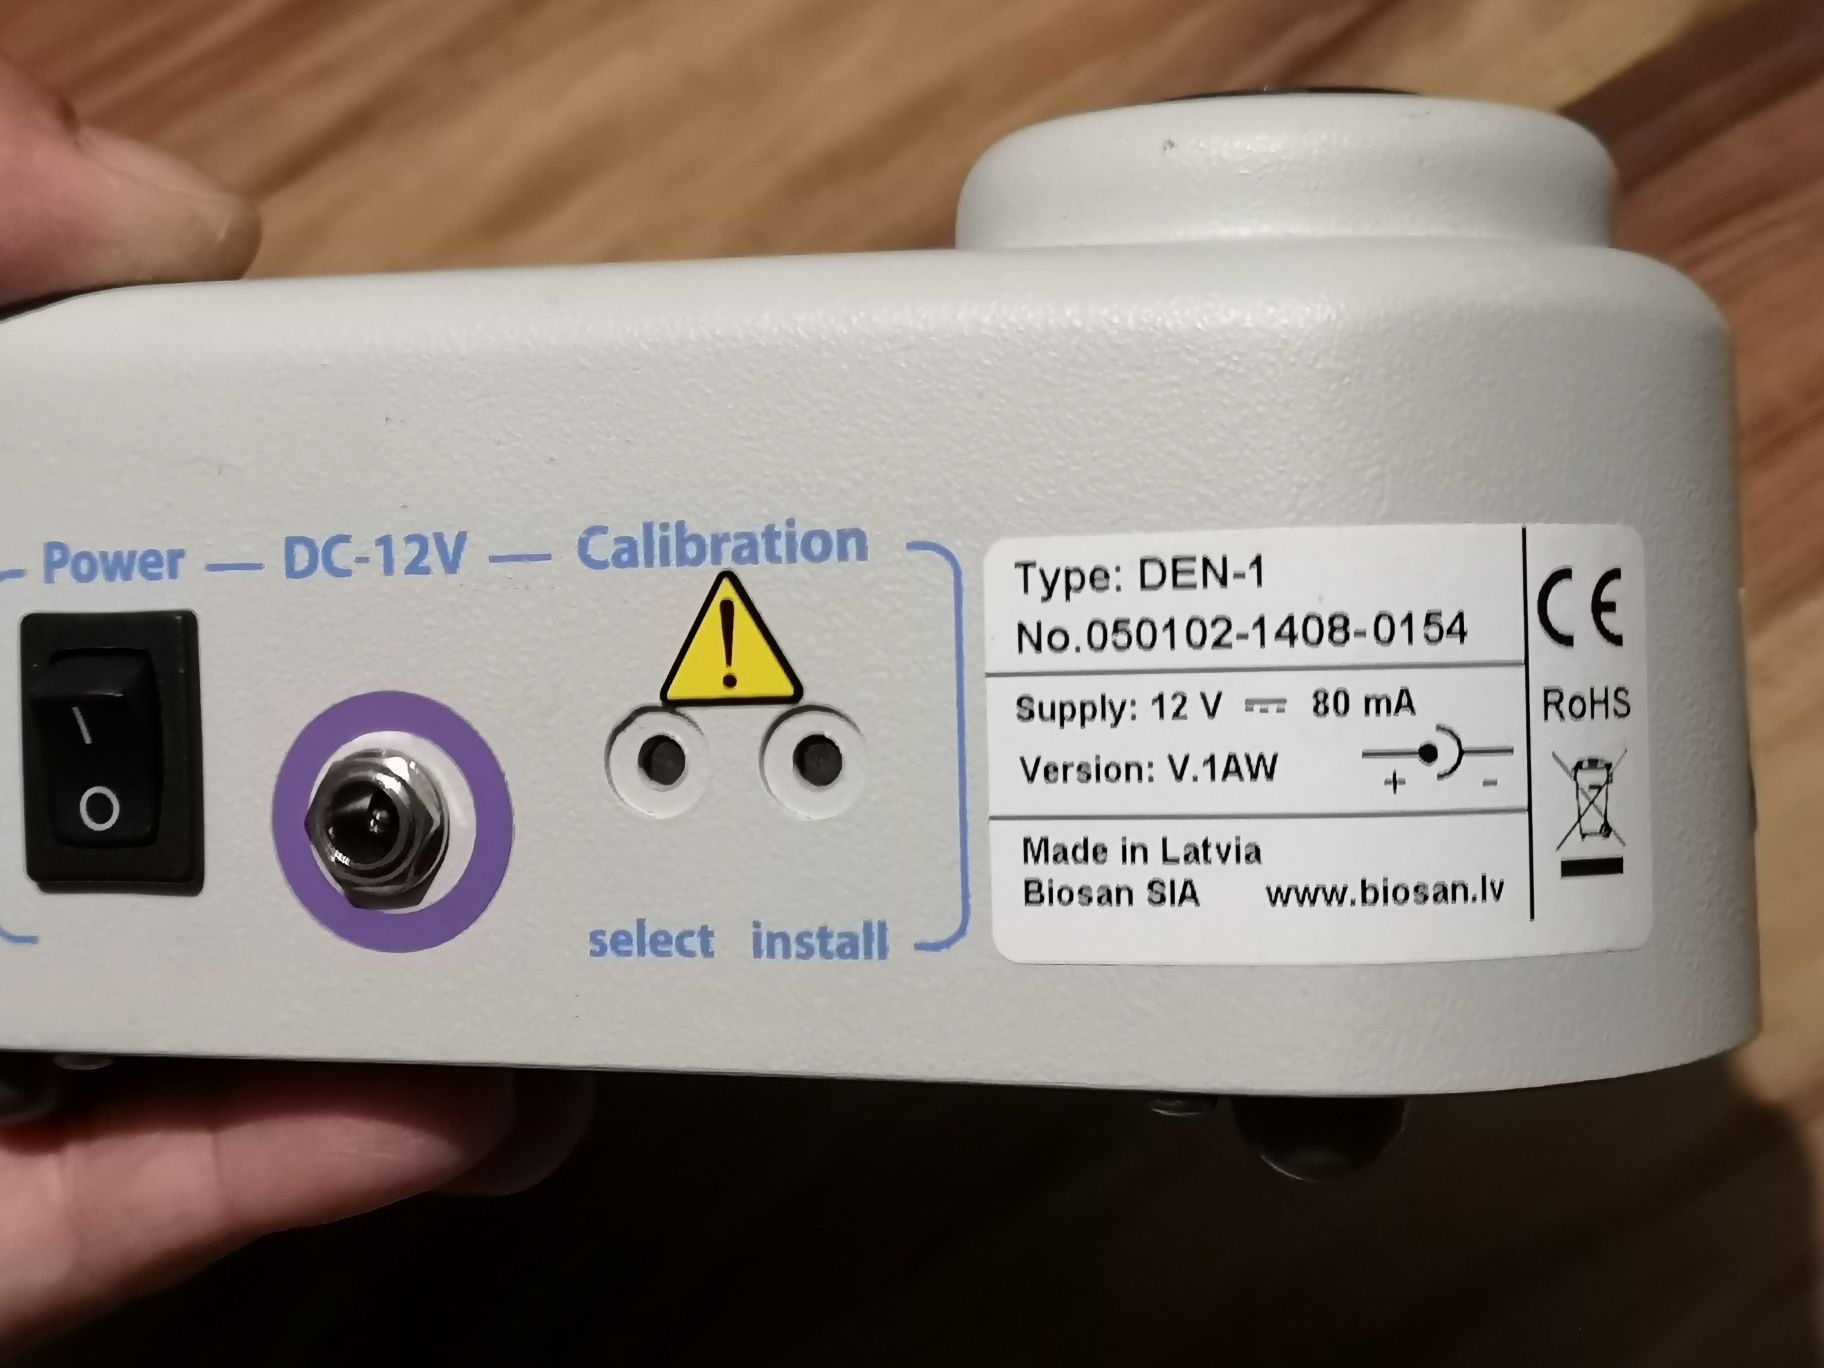 Power — DC-12V — Calibration
!
I
O
select install
Type: DEN-1
No.050102-1408-0154
Supply: 12 V 80 mA
Version: V.1AW
+ -
Made in Latvia
Biosan SIA www.biosan.lv
CE
RoHS